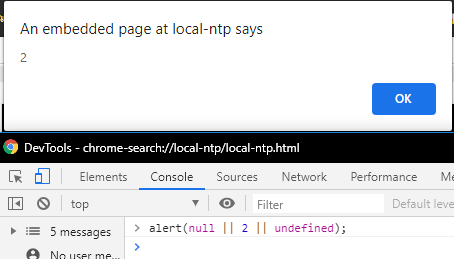 An embedded page at local-ntp says
2
OK
DevTools - chrome-search://local-ntp/local-ntp.html
Elements Console Sources Network Performance Me
top Filter Default leve
5 messages
> alert(null || 2 || undefined);
No user me...
>